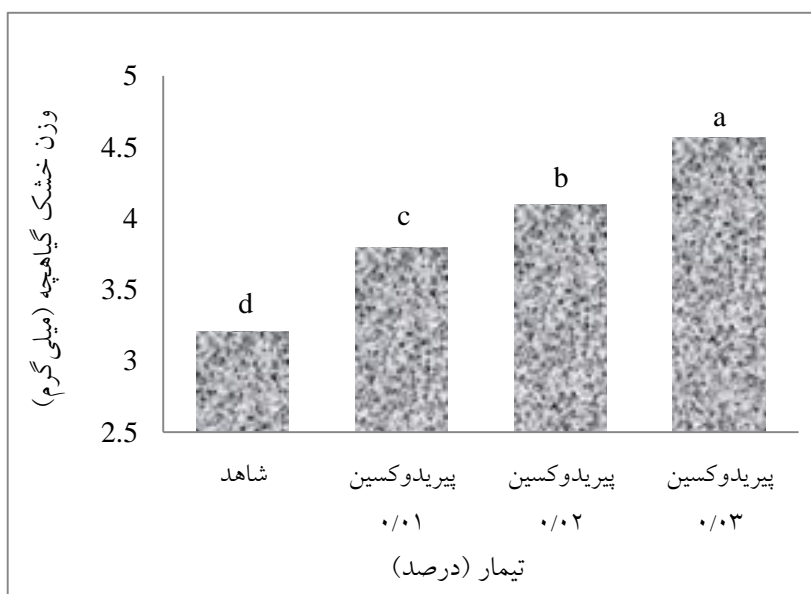 وزن خشک گیاهچه (میلی گرم)
5
4.5
4
3.5
3
2.5
d
c
b
a
شاهد
پیریدوکسین
۰/۰۱
پیریدوکسین
۰/۰۲
پیریدوکسین
۰/۰۳
تیمار (درصد)